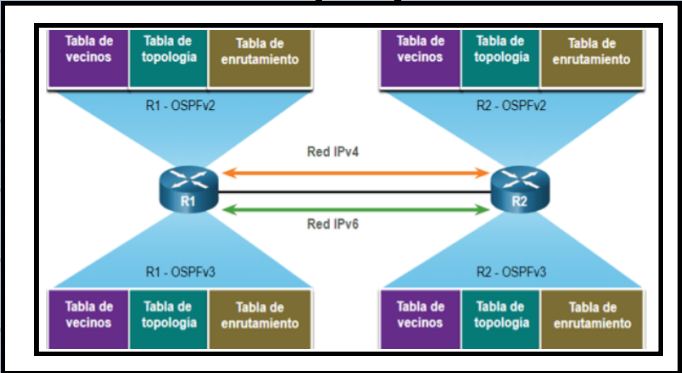 Tabla de vecinos
Tabla de topología
Tabla de enrutamiento
Tabla de vecinos
Tabla de topología
Tabla de enrutamiento
R1 - OSPFv2
R2 - OSPFv2
Red IPv4
R1
R2
Red IPv6
R1 - OSPFv3
R2 - OSPFv3
Tabla de vecinos
Tabla de topología
Tabla de enrutamiento
Tabla de vecinos
Tabla de topología
Tabla de enrutamiento